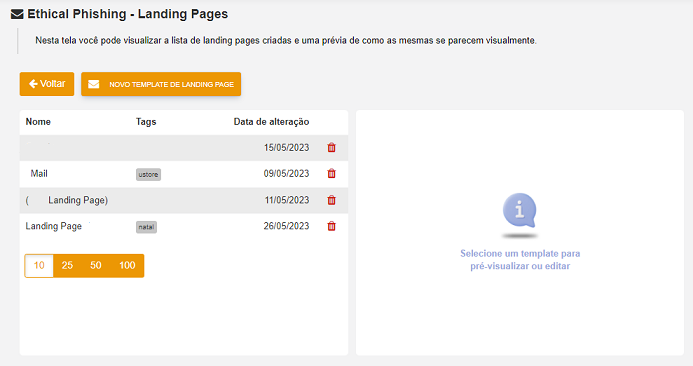 Ethical Phishing - Landing Pages
Nesta tela você pode visualizar a lista de landing pages criadas e uma prévia de como as mesmas se parecem visualmente.
Voltar
NOVO TEMPLATE DE LANDING PAGE
Nome Tags Data de alteração
15/05/2023
Mail ustore 09/05/2023
( Landing Page) 11/05/2023
Landing Page natal 26/05/2023
10 25 50 100
Selecione um template para
pré-visualizar ou editar